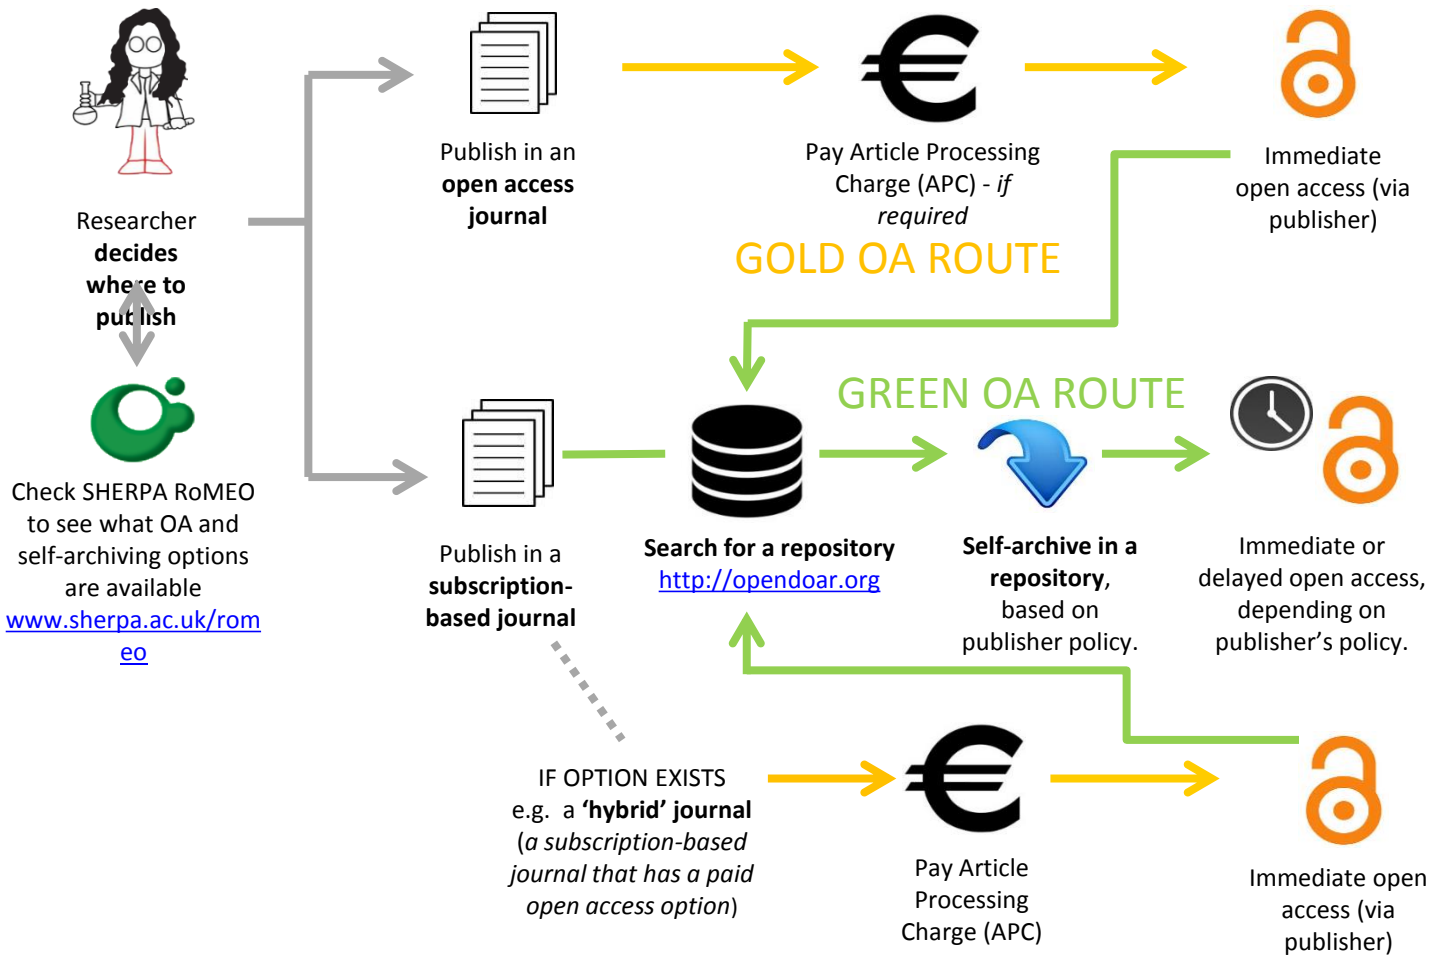 Researcher
decides
where to
publish
Check SHERPA RoMEO
to see what OA and
self-archiving options
are available
www.sherpa.ac.uk/rom
eo
Publish in an
open access
journal
Pay Article Processing
Charge (APC) - if
required
Immediate
open access (via
publisher)
GOLD OA ROUTE
GREEN OA ROUTE
Publish in a
subscription-
based journal
Search for a repository
http://opendoar.org
Self-archive in a
repository,
based on
publisher policy.
Immediate or
delayed open access,
depending on
publisher’s policy.
IF OPTION EXISTS
e.g. a ‘hybrid’ journal
(a subscription-based
journal that has a paid
open access option)
Pay Article
Processing
Charge (APC)
Immediate open
access (via
publisher)